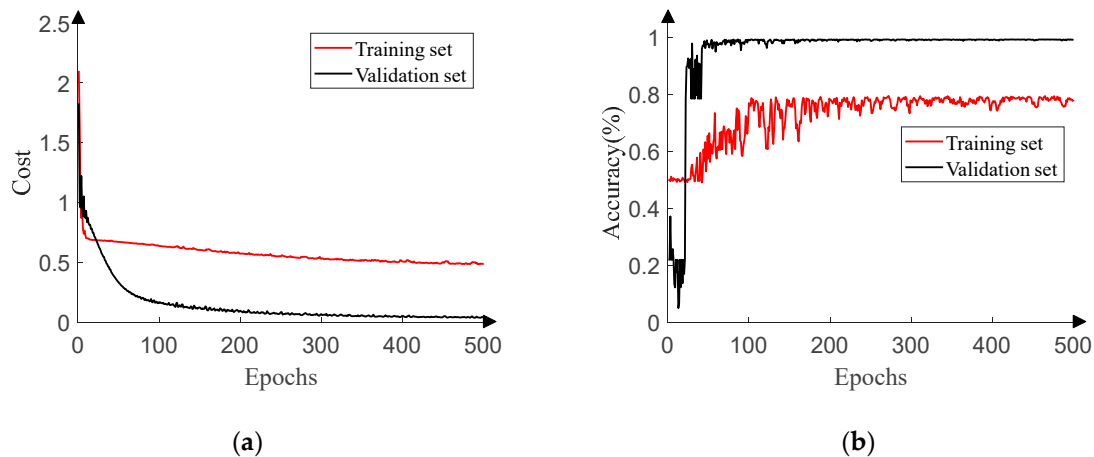 2.5
2
1.5
1
0.5
0
Cost
Training set
Validation set
0 100 200 300 400 500
Epochs
(a)
1
0.8
0.6
0.4
0.2
0
Accuracy(%)
Training set
Validation set
0 100 200 300 400 500
Epochs
(b)